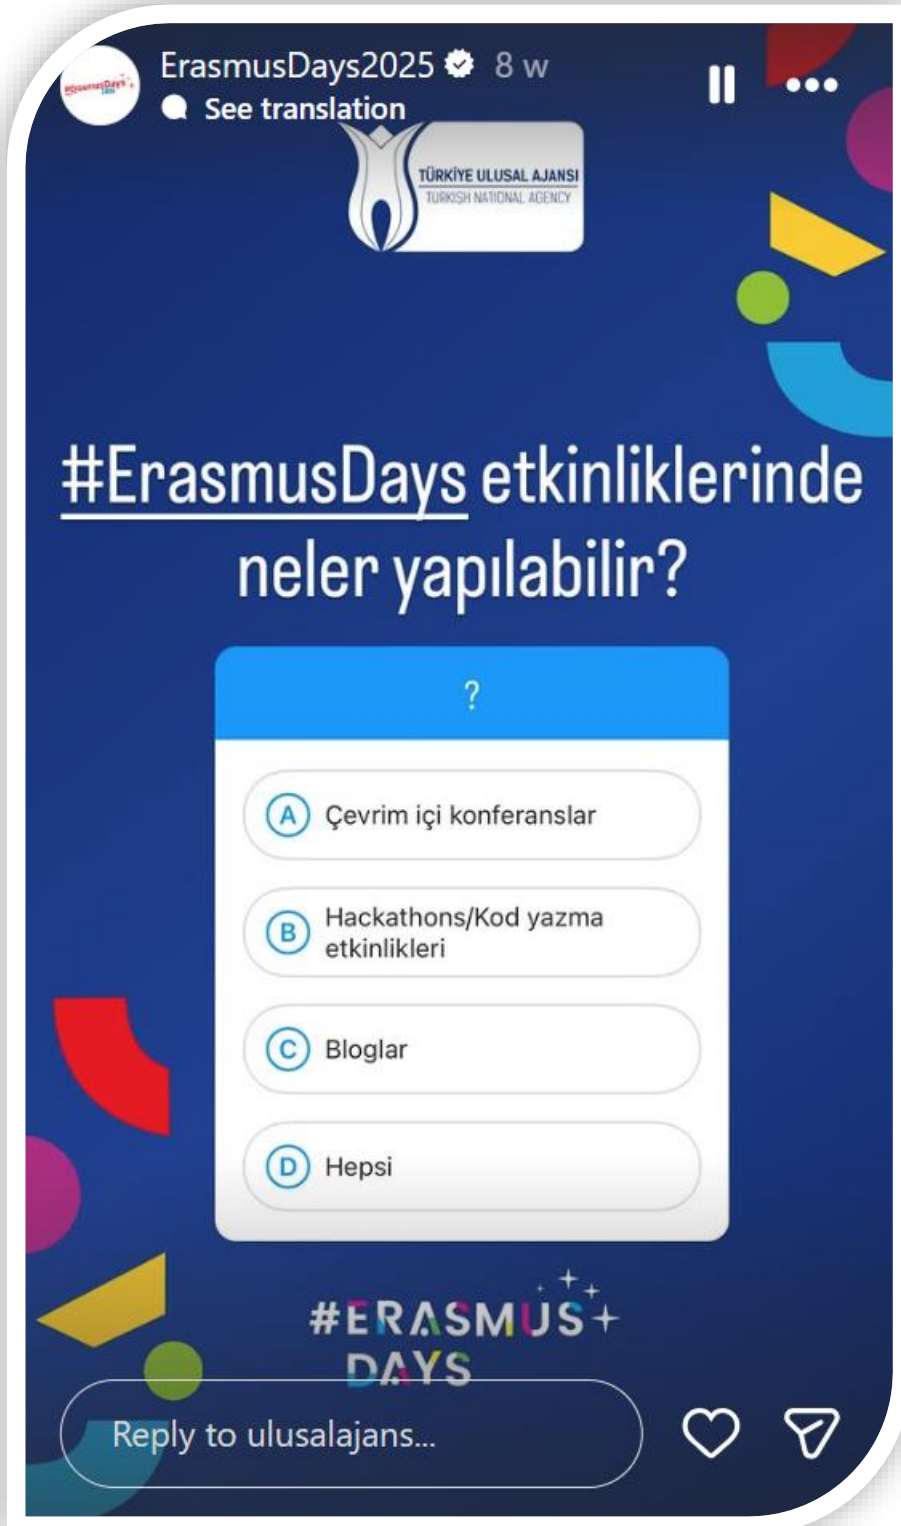 ErasmusDays2025 8 w
See translation
#ErasmusDays
TÜRKİYE ULUSAL AJANSI
TURKISH NATIONAL AGENCY
#ErasmusDays etkinliklerinde
neler yapılabilir?
?
A Çevrim içi konferanslar
B Hackathons/Kod yazma
etkinlikleri
C Bloglar
D Hepsi
#ERASMUS
DAYS
Reply to ulusalajans...